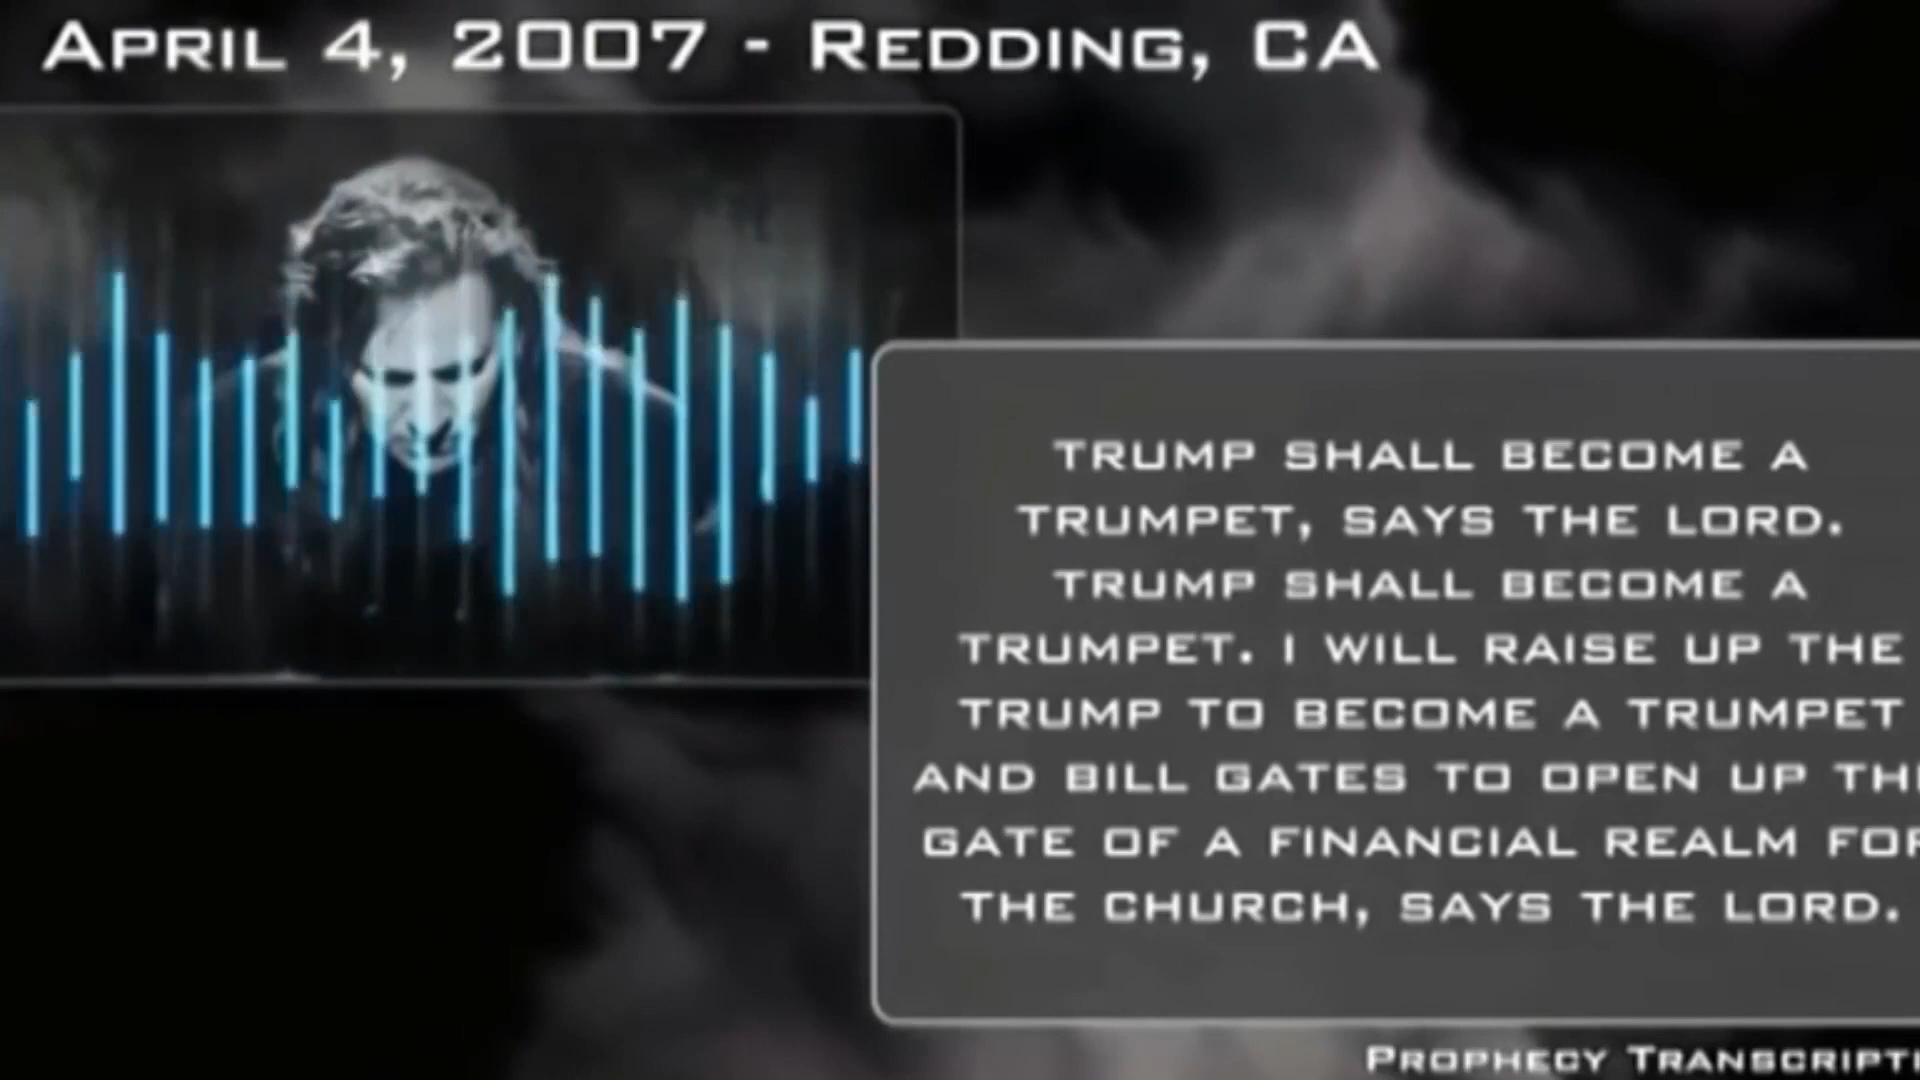 April 4, 2007 - Redding, CA
TRUMP SHALL BECOME A
TRUMPET, SAYS THE LORD.
TRUMP SHALL BECOME A
TRUMPET. I WILL RAISE UP THE
TRUMP TO BECOME A TRUMPET
AND BILL GATES TO OPEN UP
GATE OF A FINANCIAL REALM
THE CHURCH, SAYS THE LORD.
Prophecy